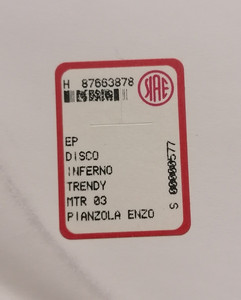 H 87663878
SIAE
EP
DISCO
INFERNO
TRENDY
MTR 03
PIANZOLA ENZO
S 00000577